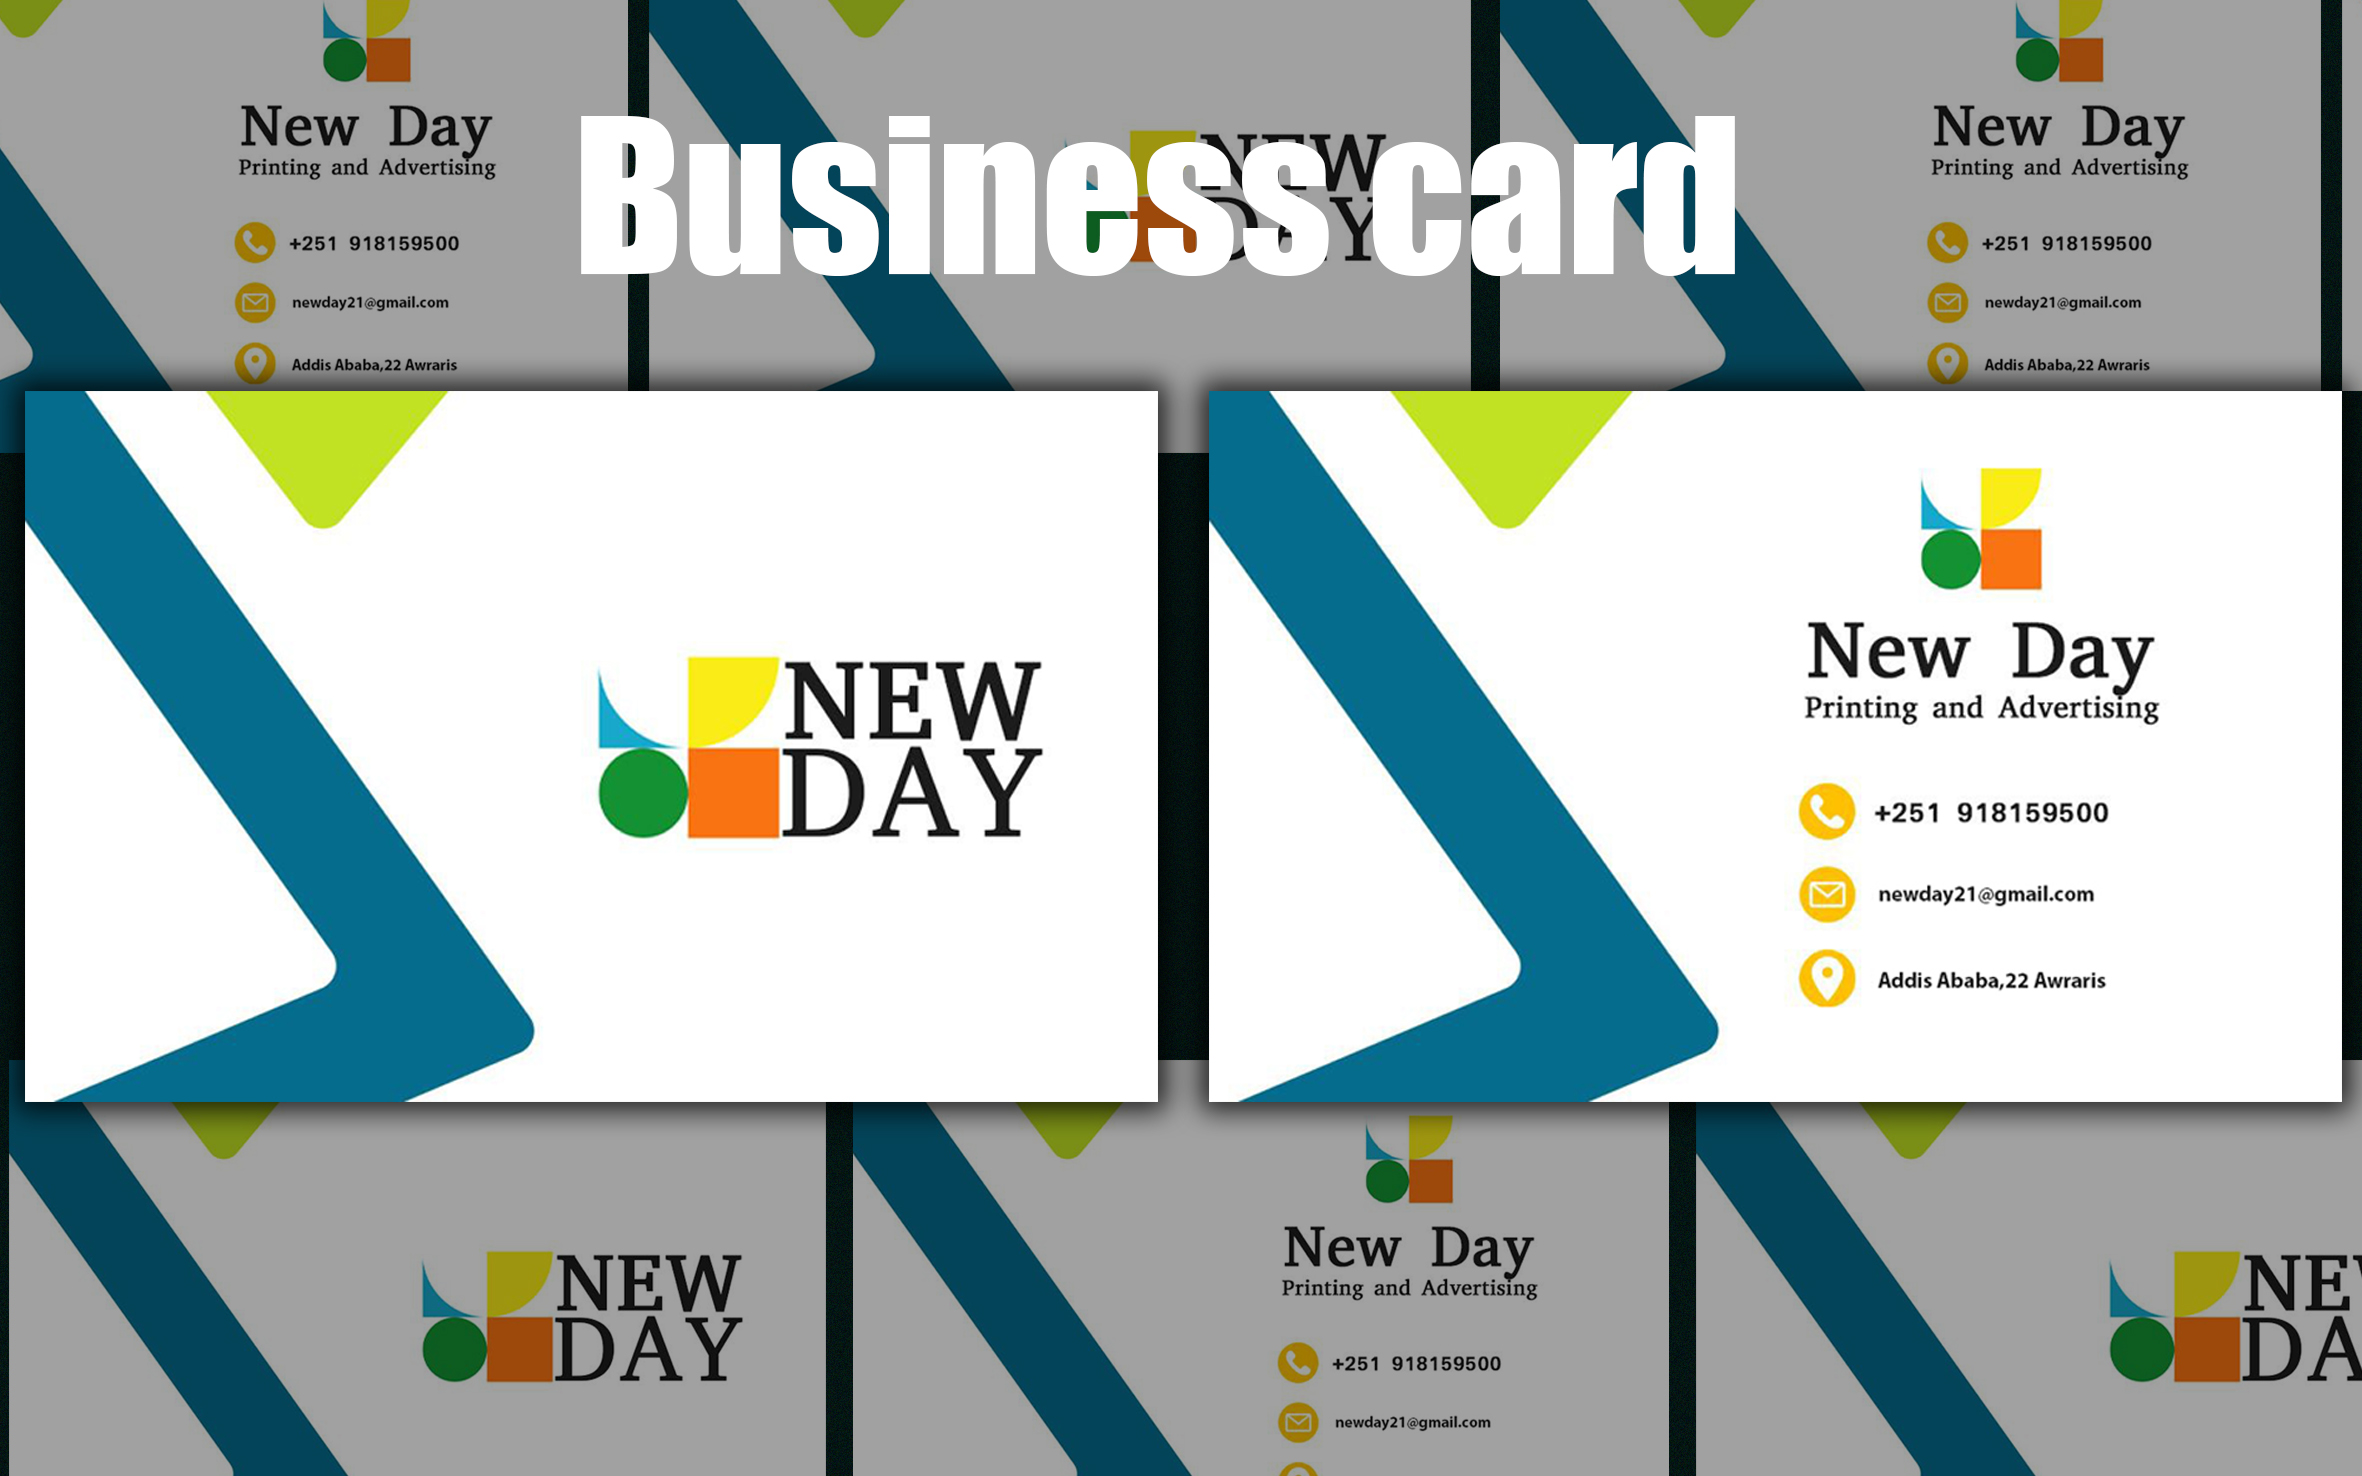 New Day
Printing and Advertising
+251 918159500
newday21@gmail.com
Addis Ababa,22 Awraris
NEW
DAY
New Day
Printing and Advertising
+251 918159500
newday21@gmail.com
Addis Ababa,22 Awraris
Business card
NEW
DAY
New Day
Printing and Advertising
+251 918159500
newday21@gmail.com
Addis Ababa,22 Awraris
NEW
DAY
New Day
Printing and Advertising
+251 918159500
newday21@gmail.com
NE
DA